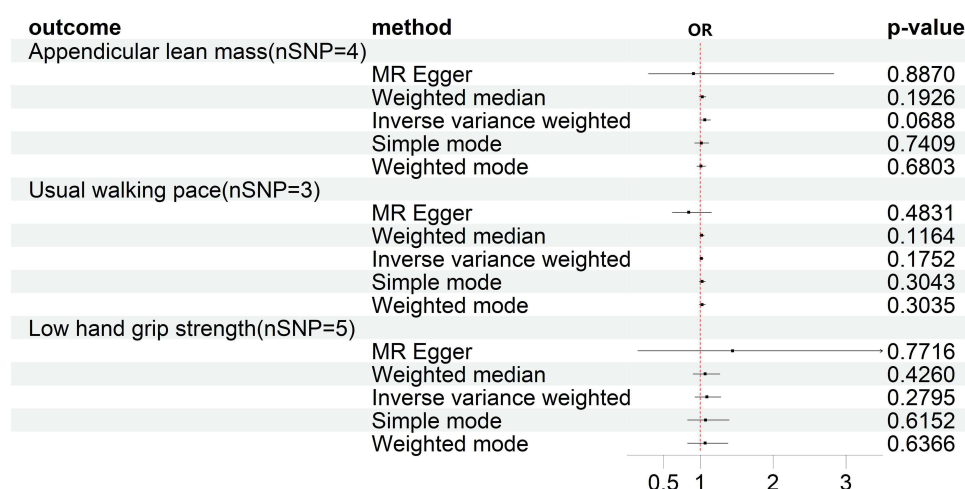 outcome method OR p-value
Appendicular lean mass(nSNP=4)
MR Egger 0.8870
Weighted median 0.1926
Inverse variance weighted 0.0688
Simple mode 0.7409
Weighted mode 0.6803
Usual walking pace(nSNP=3)
MR Egger 0.4831
Weighted median 0.1164
Inverse variance weighted 0.1752
Simple mode 0.3043
Weighted mode 0.3035
Low hand grip strength(nSNP=5)
MR Egger 0.7716
Weighted median 0.4260
Inverse variance weighted 0.2795
Simple mode 0.6152
Weighted mode 0.6366
0.5 1 2 3